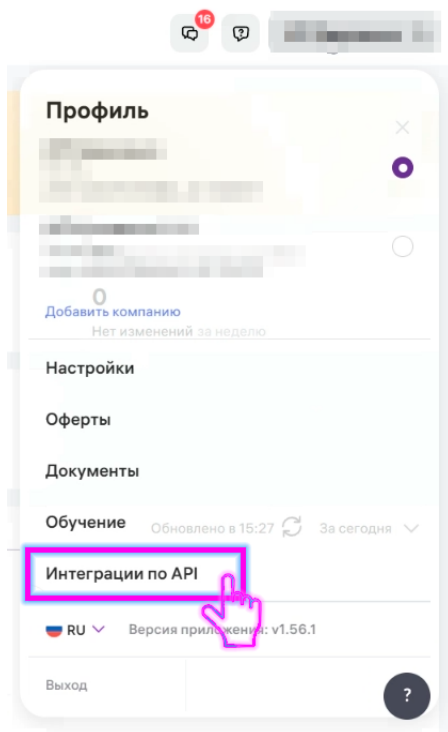 16
Профиль
0
Добавить компанию
Нет изменений за неделю
Настройки
Оферты
Документы
Обучение
Обновлено в 15:27 За сегодня
Интеграции по API
RU Версия приложения: v1.56.1
Выход
?